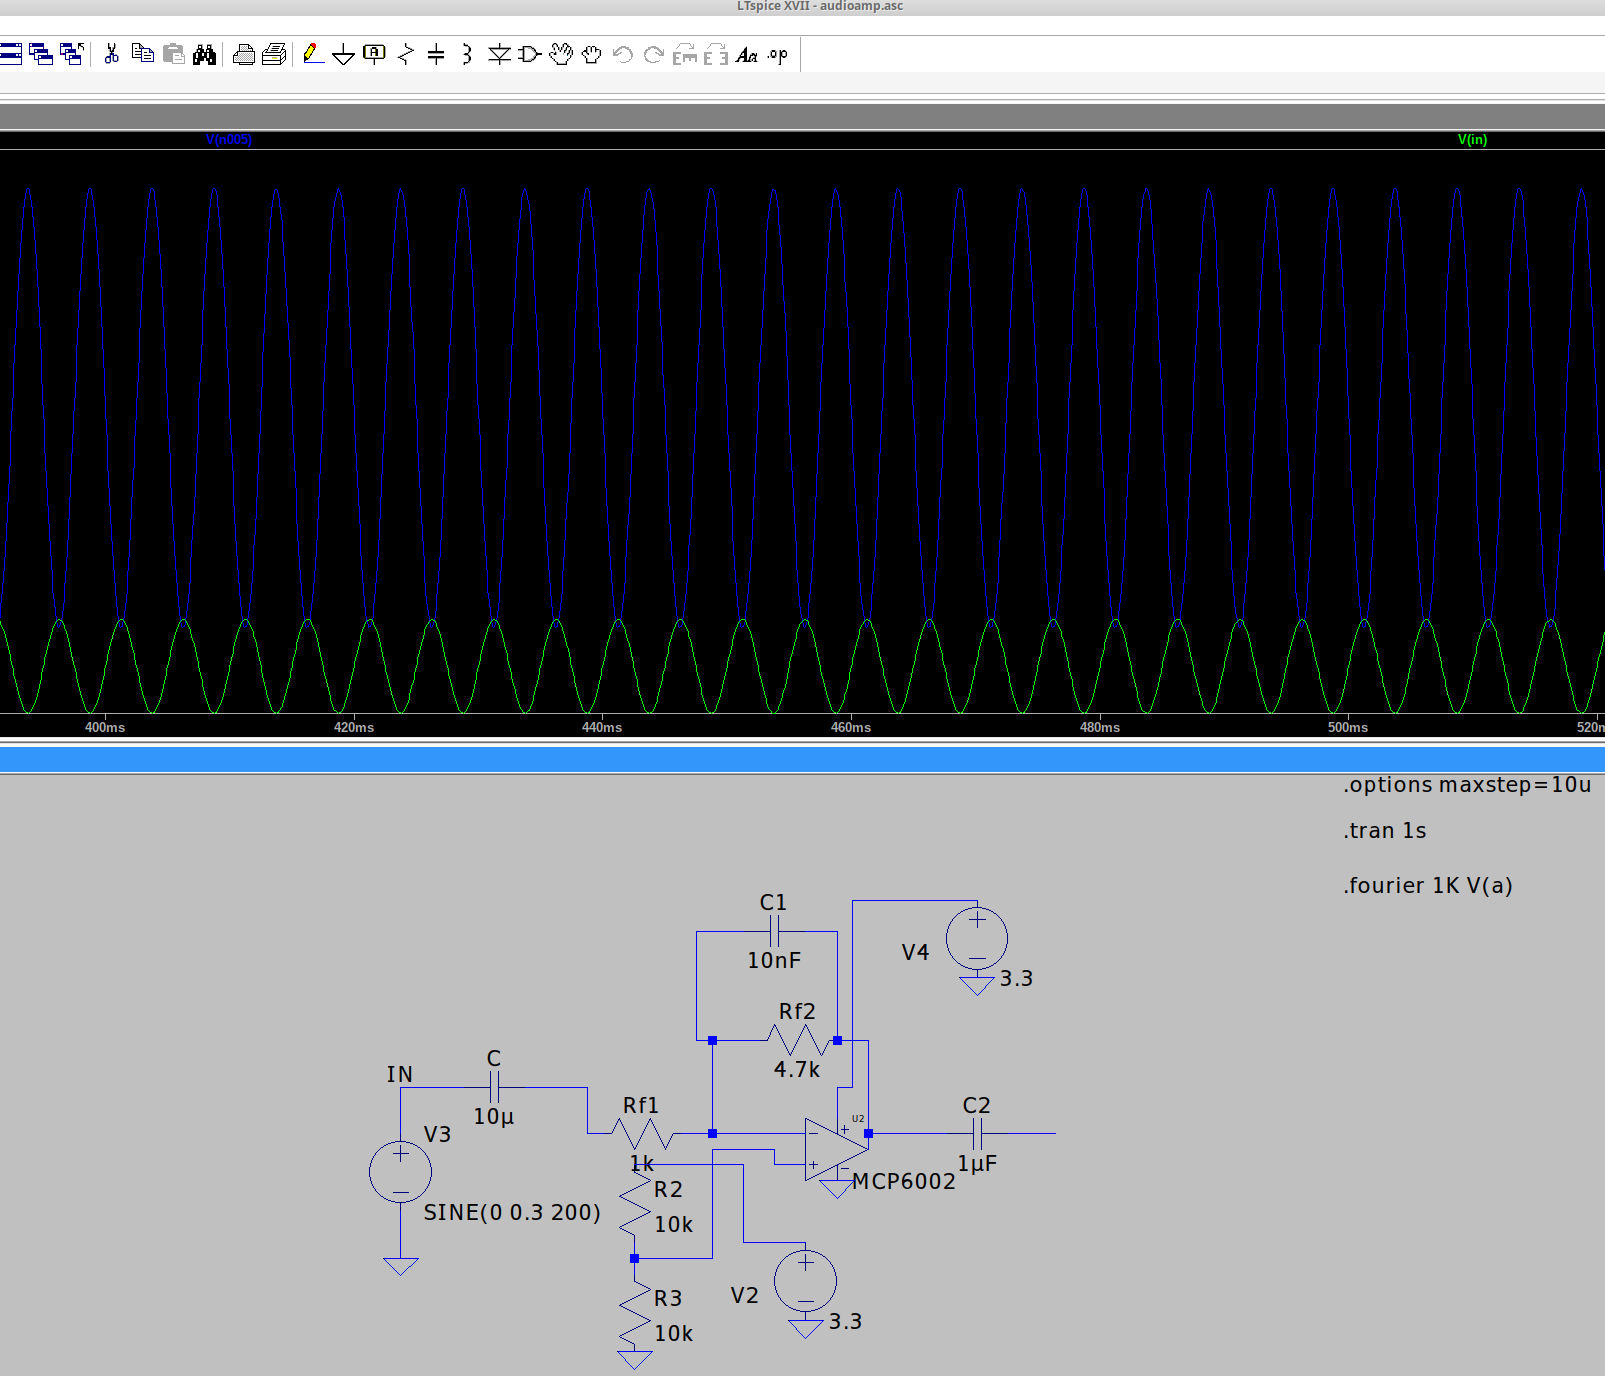 LTspice XVII - audioamp.asc
A
Aa .op
V(n005) V(in)
400ms 420ms 440ms 460ms 480ms 500ms 520m
.options maxstep=10u
.tran 1s
.fourier 1K V(a)
C1
10nF
V4
3.3
Rf2
4.7k
IN
C
10µ
Rf1
1k
V3
SINE(0 0.3 200)
U2
MCP6002
C2
1µF
R2
10k
V2
3.3
R3
10k